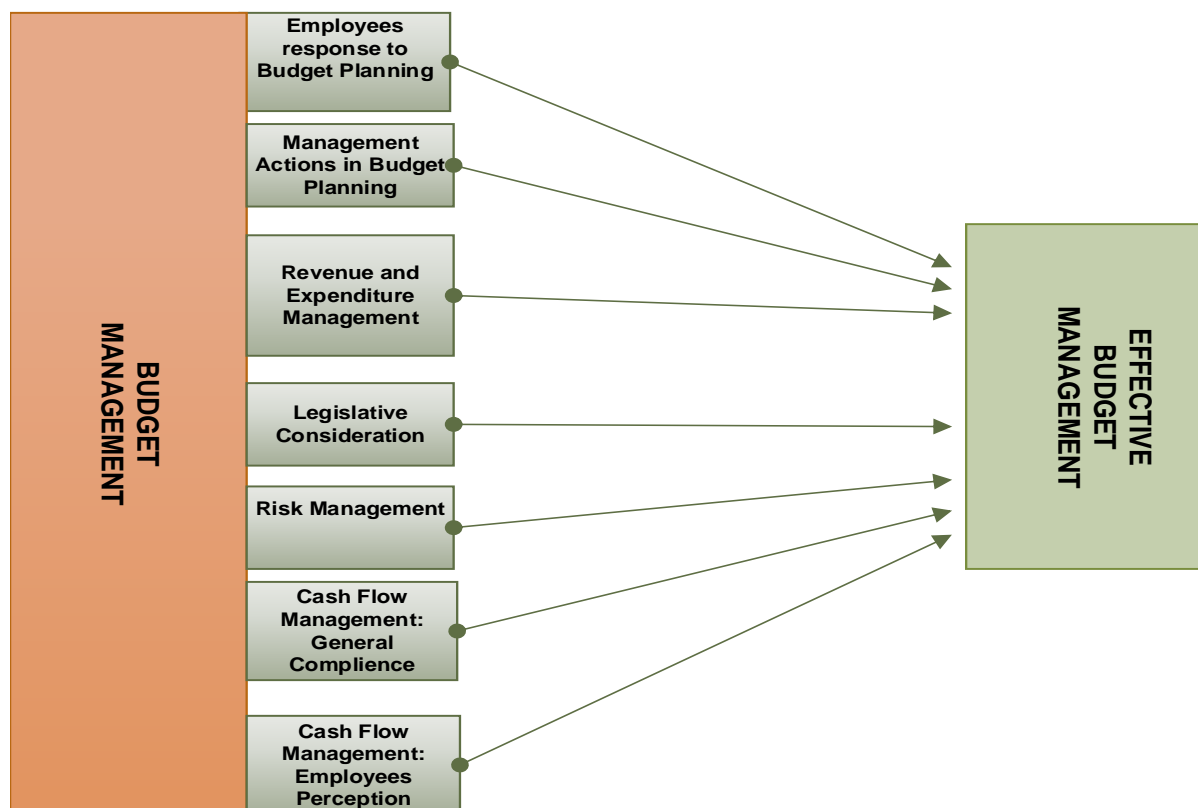 BUDGET
MANAGEMENT
Employees
response to
Budget Planning
Management
Actions in Budget
Planning
Revenue and
Expenditure
Management
Legislative
Consideration
Risk Management
Cash Flow
Management:
General
Complience
Cash Flow
Management:
Employees
Perception
EFFECTIVE
BUDGET
MANAGEMENT